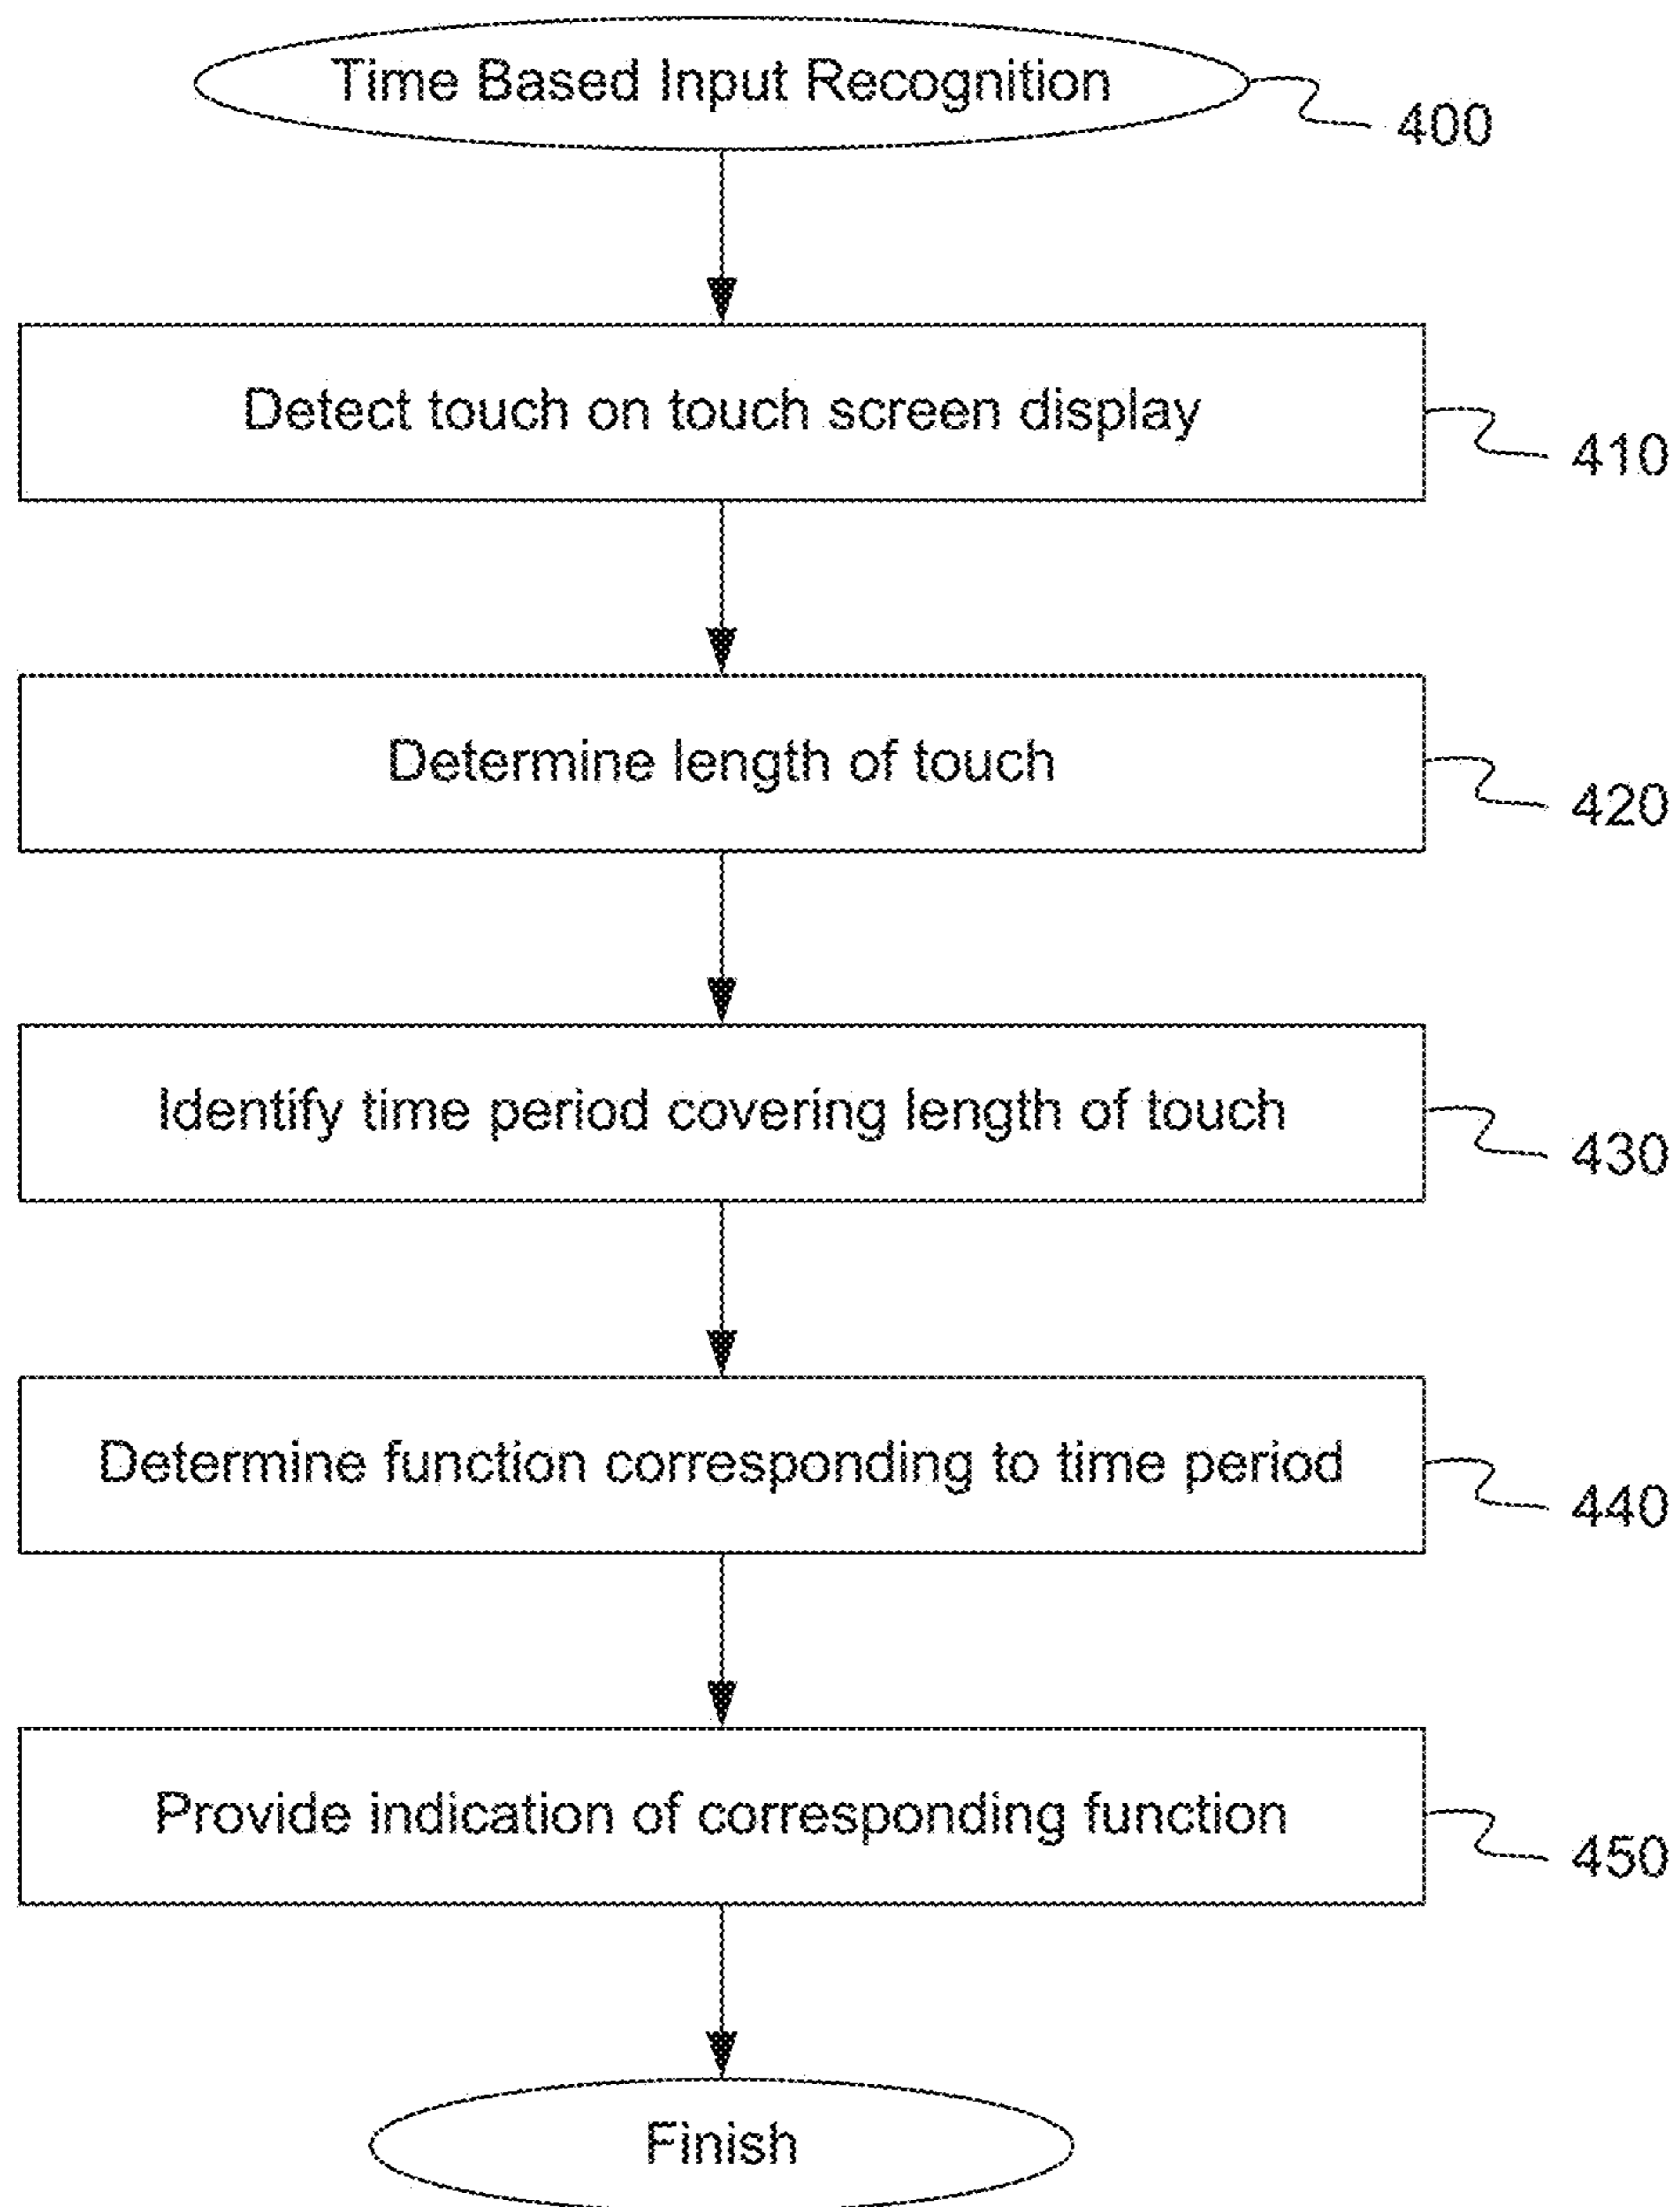 Time Based Input Recognition
400
Detect touch on touch screen display
410
Determine length of touch
420
Identify time period covering length of touch
430
Determine function corresponding to time period
440
Provide indication of corresponding function
450
Finish